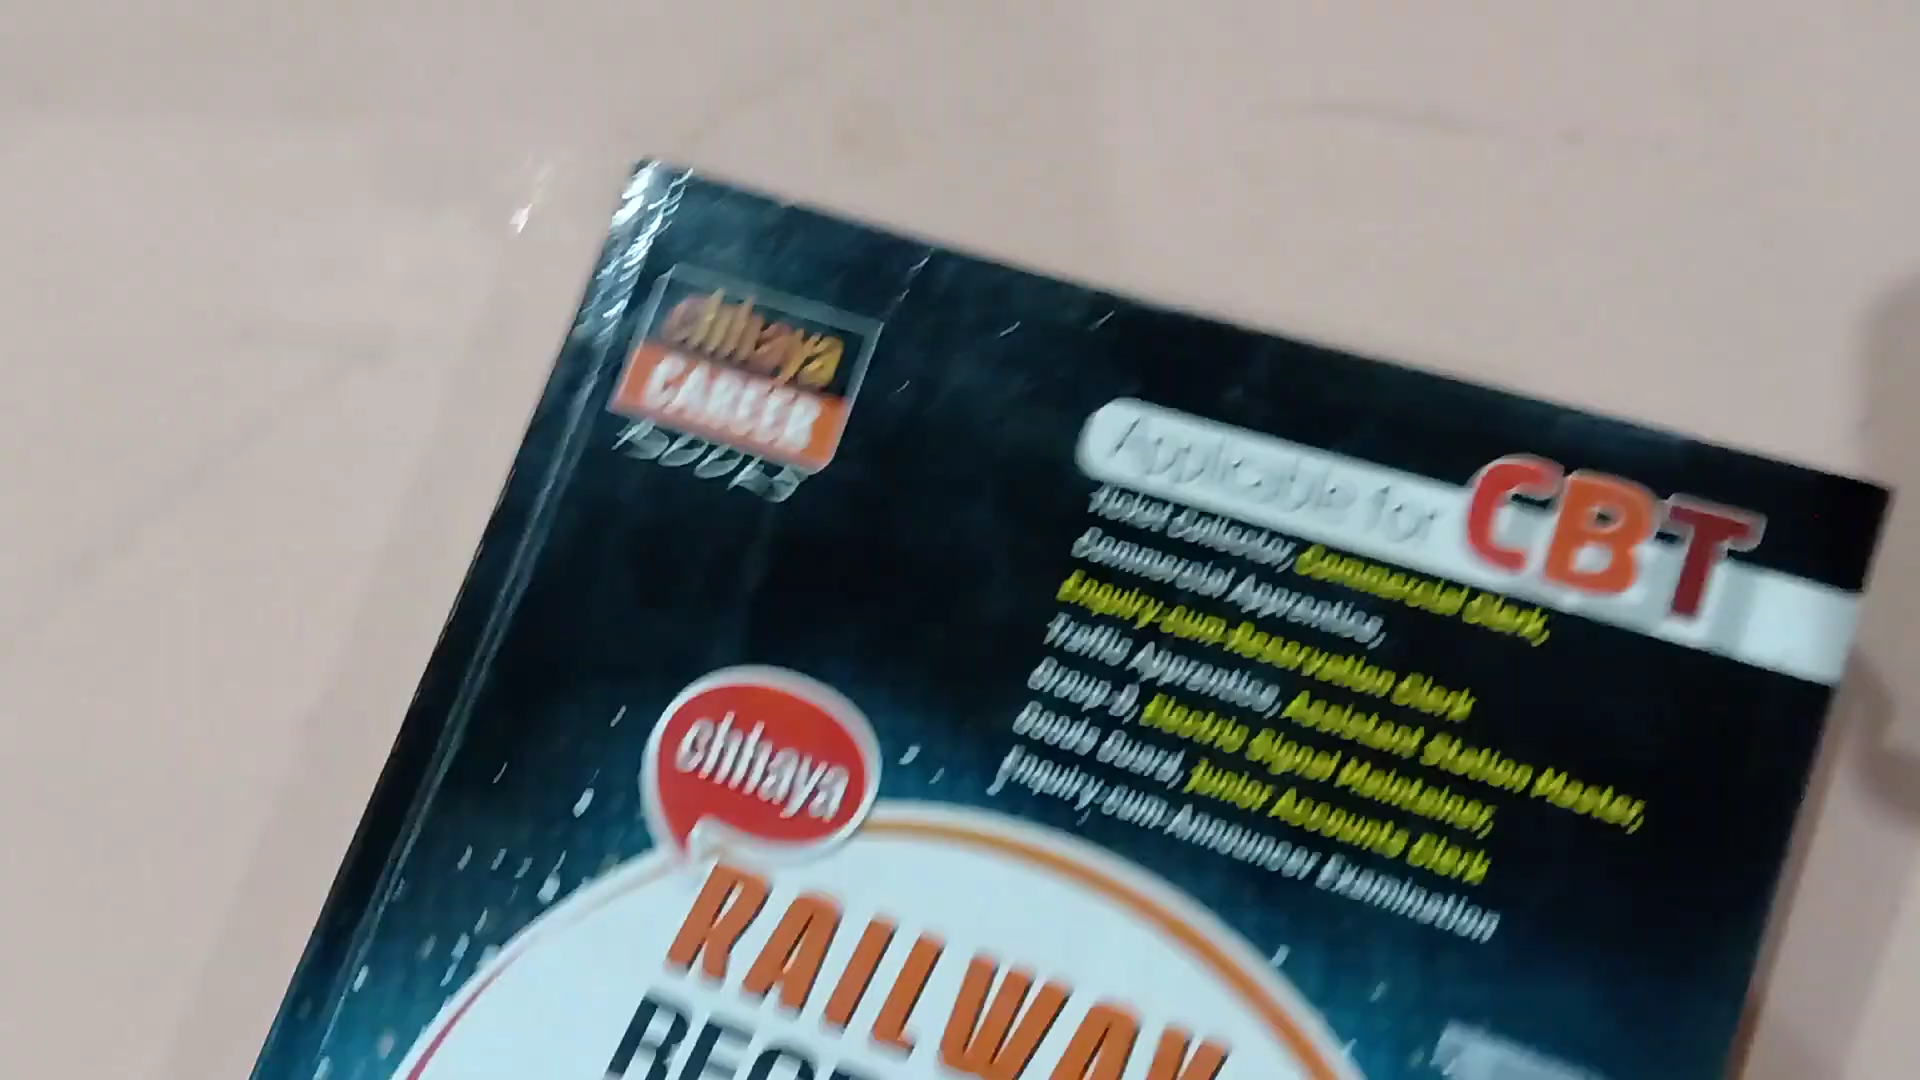 chhaya
CAREER
BOOKS
Applicable for CBT
Ticket Collector, Commercial Clerk,
Commercial Apprentice,
Enquiry-cum-Reservation Clerk
Traffic Apprentice, Assistant Station Master,
Group-D, Electric Signal Maintainer,
Goods Guard, Junior Accounts Clerk
Enquiry-cum-Announcer Examination
chhaya
RAILWAY